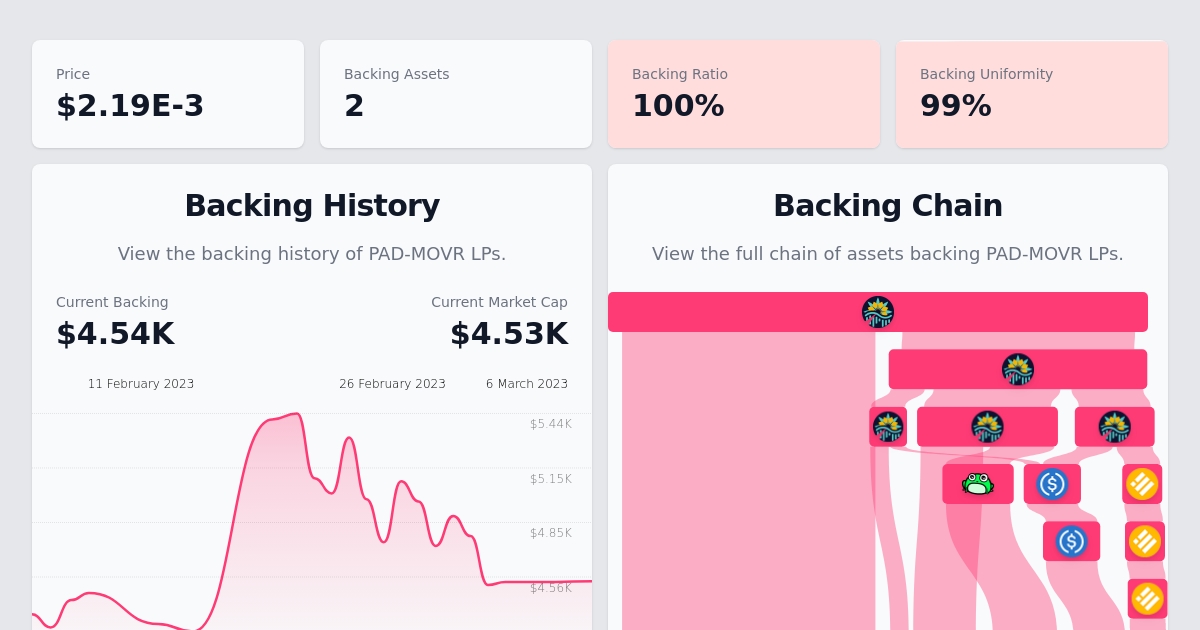 Price
$2.19E-3
Backing Assets
2
Backing Ratio
100%
Backing Uniformity
99%
Backing History
View the backing history of PAD-MOVR LPs.
Current Backing
$4.54K
Current Market Cap
$4.53K
11 February 2023
26 February 2023
6 March 2023
$5.44K
$5.15K
$4.85K
$4.56K
Backing Chain
View the full chain of assets backing PAD-MOVR LPs.